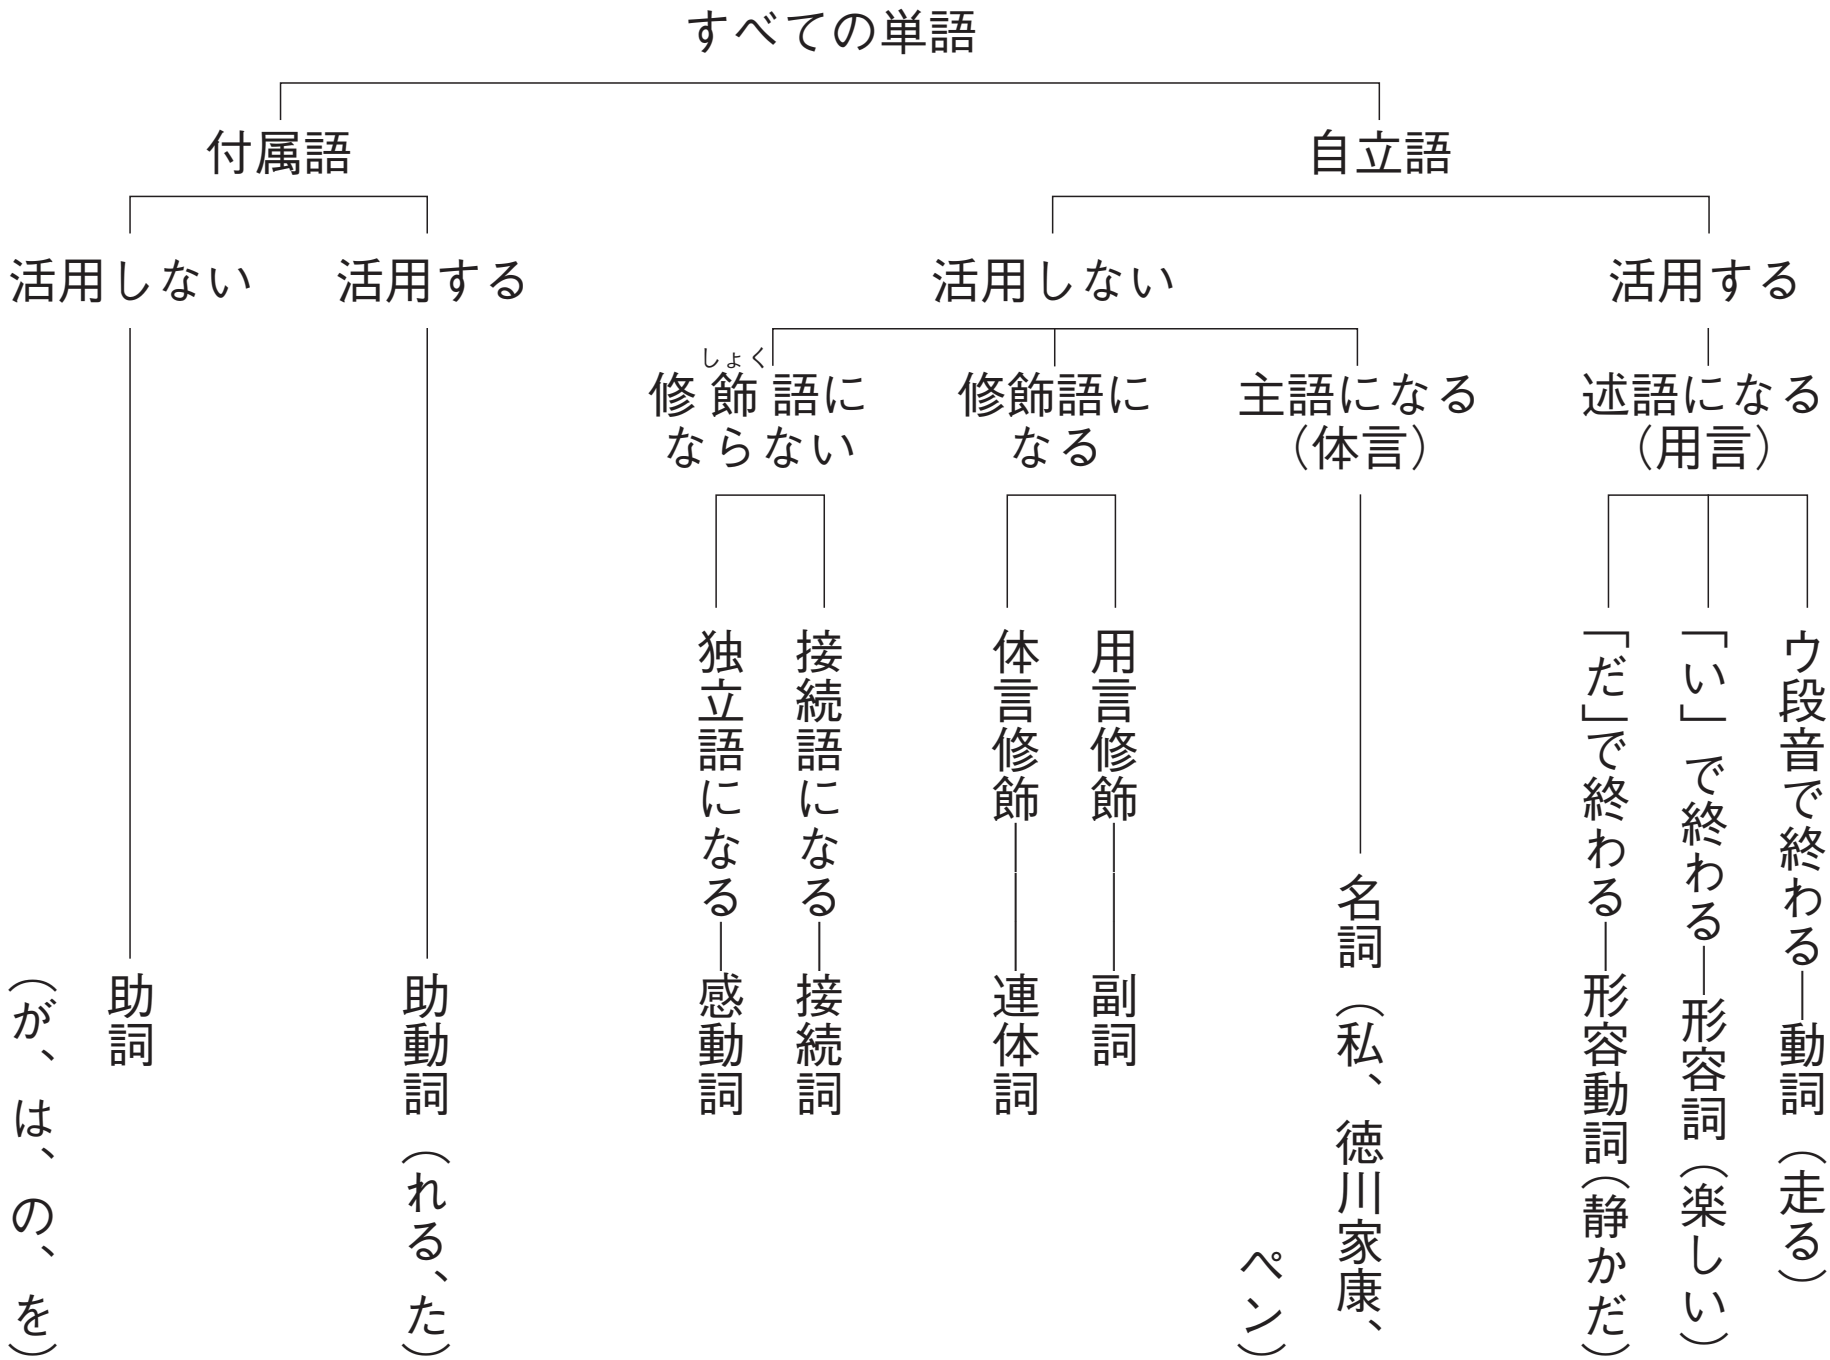 すべての単語
自立語
付属語
活用する
活用しない
活用する
活用しない
述語になる
（用言）
主語になる
（体言）
修飾語に
なる
しょく
修飾語に
ならない
ウ段音で終わる―動詞（走る）
「い」で終わる―形容詞（楽しい）
「だ」で終わる―形容動詞（静かだ）
名詞（私、徳川家康、
ペン）
用言修飾――副詞
体言修飾――連体詞
接続語になる―接続詞
独立語になる―感動詞
助動詞（れる、た）
助詞
（が、は、の、を）